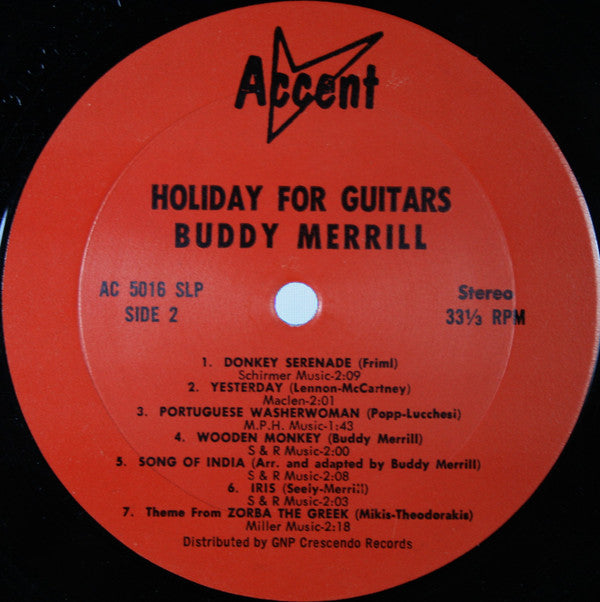 Accent
HOLIDAY FOR GUITARS
BUDDY MERRILL
AC 5016 SLP
SIDE 2
Stereo
33⅓ RPM
1. DONKEY SERENADE (Friml)
Schirmer Music-2:09
2. YESTERDAY (Lennon-McCartney)
Maclen-2:01
3. PORTUGUESE WASHERWOMAN (Popp-Lucchesi)
M.P.H. Music-1:43
4. WOODEN MONKEY (Buddy Merrill)
S & R Music-2:00
5. SONG OF INDIA (Arr. and adapted by Buddy Merrill)
S & R Music-2:08
6. IRIS (Seely-Merrill)
S & R Music-2:03
7. Theme From ZORBA THE GREEK (Mikis-Theodorakis)
Miller Music-2:18
Distributed by GNP Crescendo Records